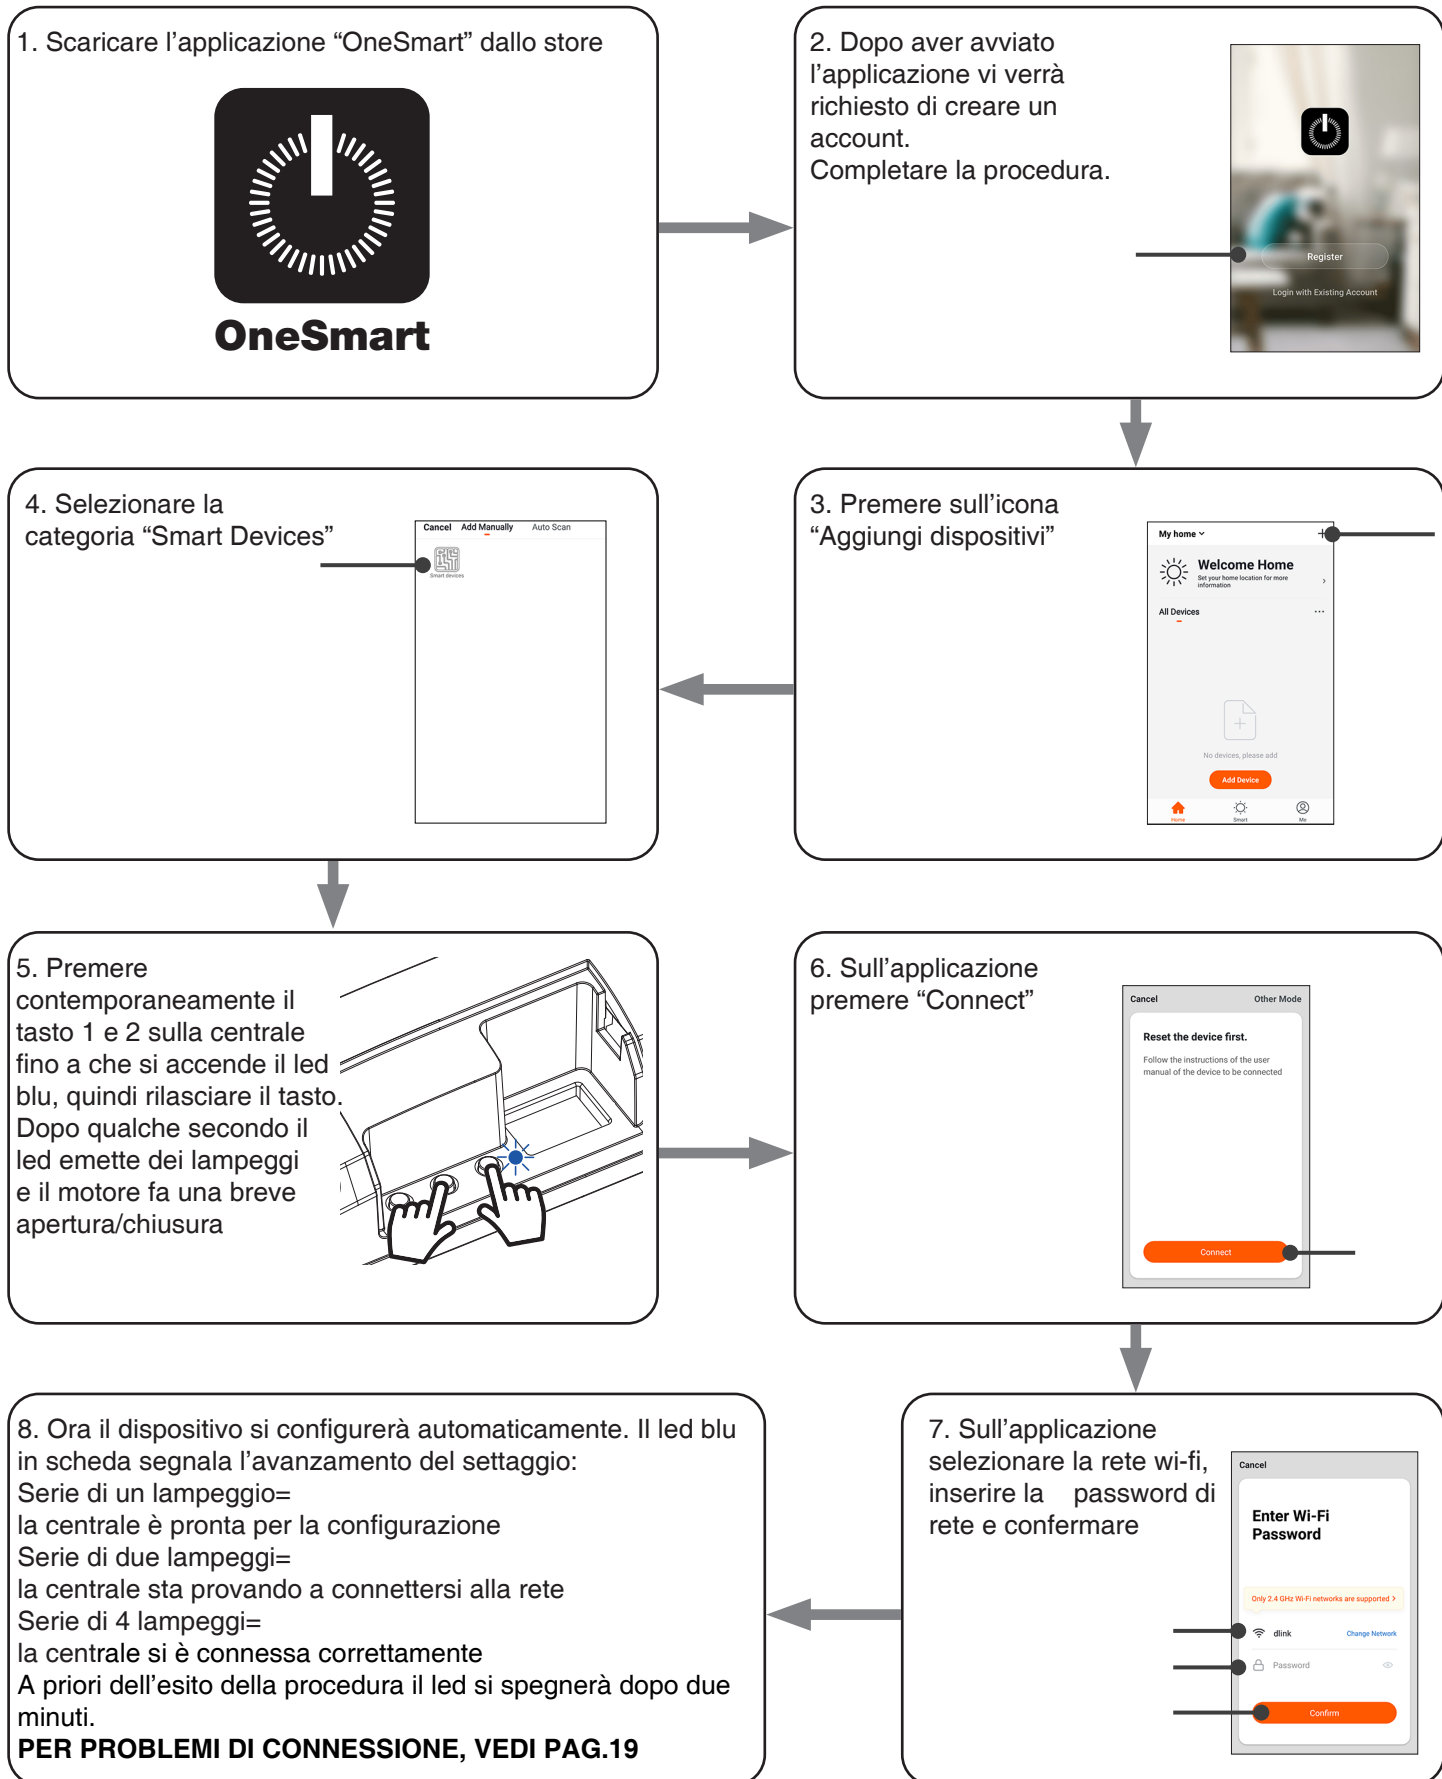 1. Scaricare l’applicazione “OneSmart” dallo store
OneSmart
2. Dopo aver avviato
l’applicazione vi verrà
richiesto di creare un
account.
Completare la procedura.
Register
Login with Existing Account
3. Premere sull’icona
“Aggiungi dispositivi”
My home
Welcome Home
Set your home location for more
information
All Devices
No devices, please add
Add Device
Home
Smart
Me
4. Selezionare la
categoria “Smart Devices”
Cancel Add Manually Auto Scan
Smart devices
5. Premere
contemporaneamente il
tasto 1 e 2 sulla centrale
fino a che si accende il led
blu, quindi rilasciare il tasto.
Dopo qualche secondo il
led emette dei lampeggi
e il motore fa una breve
apertura/chiusura
6. Sull’applicazione
premere “Connect”
Cancel Other Mode
Reset the device first.
Follow the instructions of the user
manual of the device to be connected
Connect
7. Sull’applicazione
selezionare la rete wi-fi,
inserire la password di
rete e confermare
Cancel
Enter Wi-Fi
Password
Only 2.4 GHz Wi-Fi networks are supported >
dlink Change Network
Password
Confirm
8. Ora il dispositivo si configurerà automaticamente. Il led blu
in scheda segnala l’avanzamento del settaggio:
Serie di un lampeggio=
la centrale è pronta per la configurazione
Serie di due lampeggi=
la centrale sta provando a connettersi alla rete
Serie di 4 lampeggi=
la centrale si è connessa correttamente
A priori dell’esito della procedura il led si spegnerà dopo due
minuti.
PER PROBLEMI DI CONNESSIONE, VEDI PAG.19